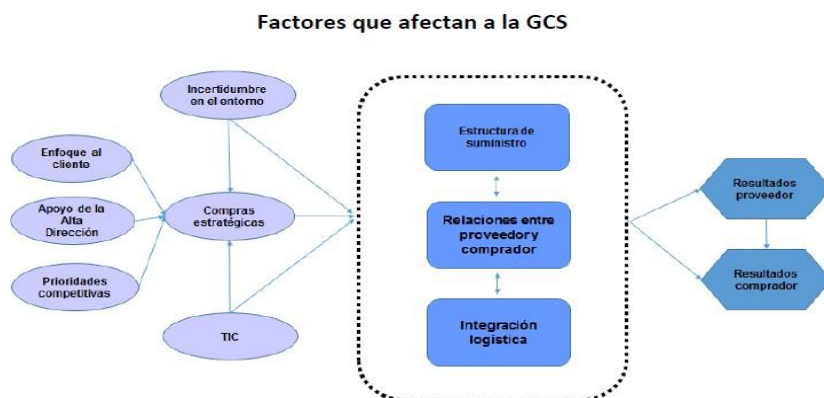 Factores que afectan a la GCS
Incertidumbre
en el entorno
Enfoque al
cliente
Apoyo de la
Alta
Dirección
Prioridades
competitivas
Compras
estratégicas
TIC
Estructura de
suministro
Relaciones entre
proveedor y
comprador
Integración
logística
Resultados
proveedor
Resultados
comprador